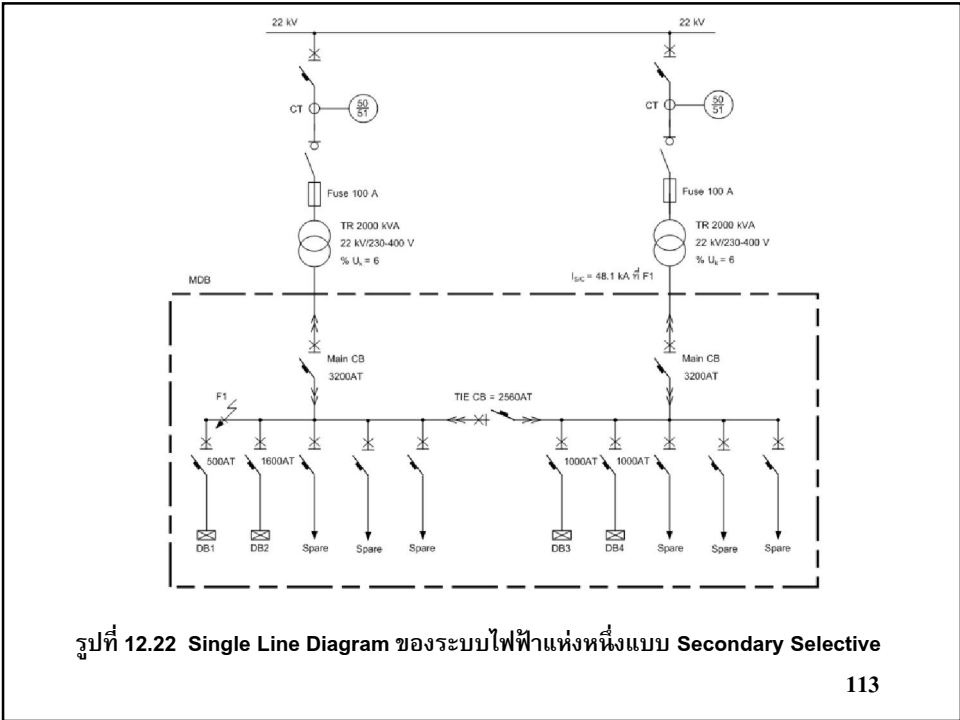 22 kV 22 kV
CT 50 51 CT 50 51
Fuse 100 A Fuse 100 A
TR 2000 kVA TR 2000 kVA
22 kV/230-400 V 22 kV/230-400 V
% Uk = 6 % Uk = 6
MDB IS/C = 48.1 kA ที่ F1
Main CB Main CB
3200AT 3200AT
F1 TIE CB = 2560AT
500AT 1600AT 1000AT 1000AT
DB1 DB2 Spare Spare Spare DB3 DB4 Spare Spare Spare
รูปที่ 12.22 Single Line Diagram ของระบบไฟฟ้าแห่งหนึ่งแบบ Secondary Selective
113